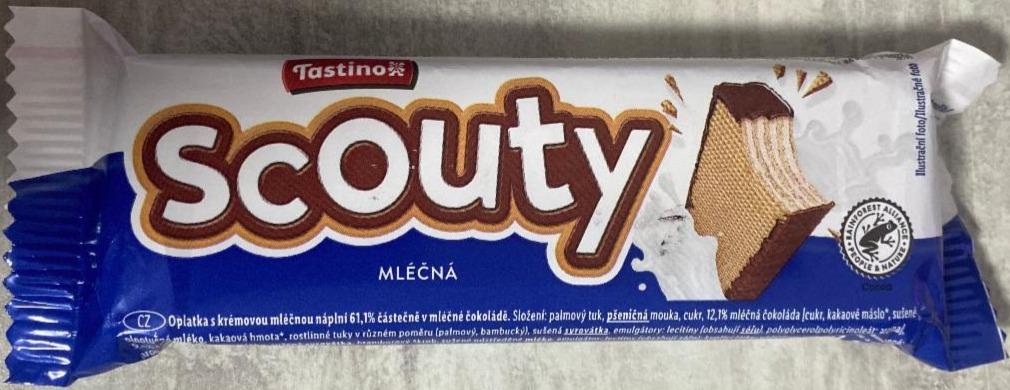 Tastino
Scouty
MLÉČNÁ
Ilustrační foto/Ilustračné foto
RAINFOREST ALLIANCE
PEOPLE & NATURE
Cocoa
CZ Oplatka s krémovou mléčnou náplní 61,1% částečně v mléčné čokoládě. Složení: palmový tuk, pšeničná mouka, cukr, 12,1% mléčná čokoláda [cukr, kakaové máslo*, sušené
plnotučné mléko, kakaová hmota*, rostlinné tuky v různém poměru (palmový, bambucký), sušená syrovátka, emulgátory: lecitiny (obsahují sóju), polyglycerolpolyricinoleát